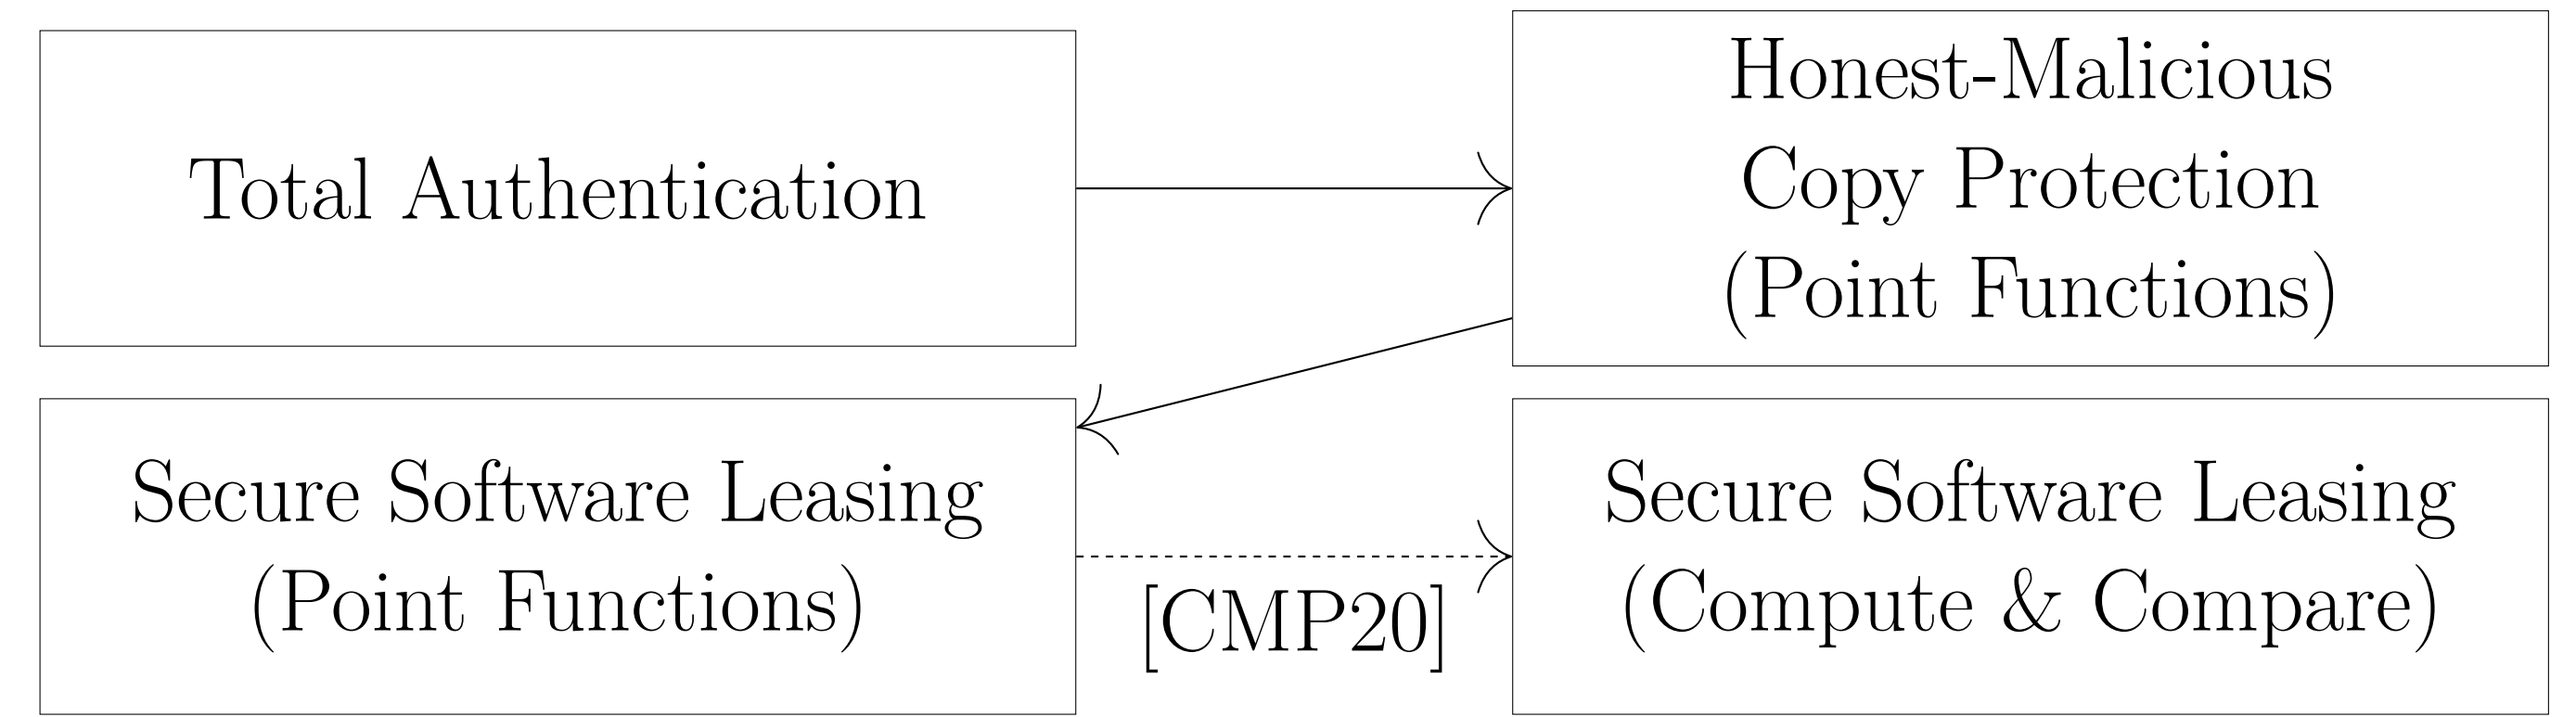 Total Authentication
Honest-Malicious
Copy Protection
(Point Functions)
Secure Software Leasing
(Point Functions)
[CMP20]
Secure Software Leasing
(Compute & Compare)